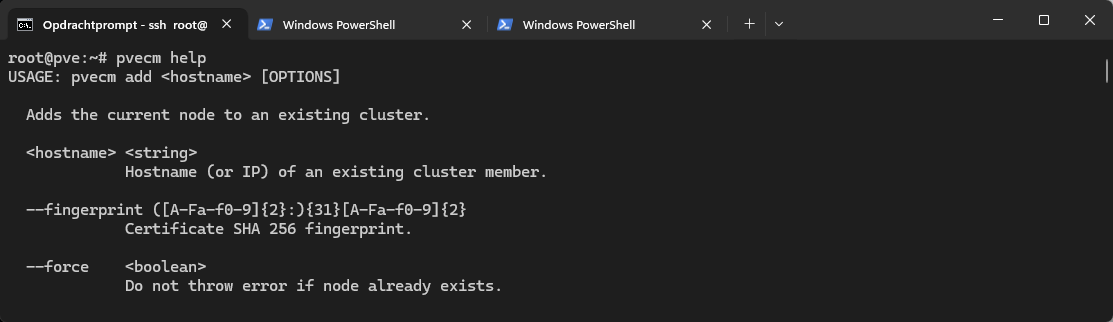 Opdrachtprompt - ssh root@
Windows PowerShell
Windows PowerShell
root@pve:~# pvecm help
USAGE: pvecm add <hostname> [OPTIONS]
Adds the current node to an existing cluster.
<hostname> <string>
Hostname (or IP) of an existing cluster member.
--fingerprint ([A-Fa-f0-9]{2}:){31}[A-Fa-f0-9]{2}
Certificate SHA 256 fingerprint.
--force <boolean>
Do not throw error if node already exists.